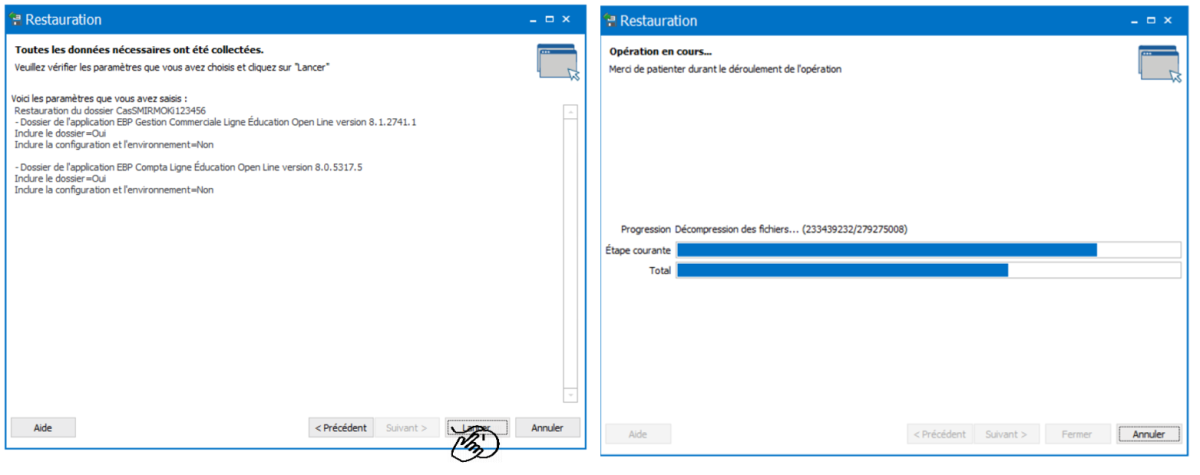 Restauration
Toutes les données nécessaires ont été collectées.
Veuillez vérifier les paramètres que vous avez choisis et cliquez sur "Lancer"
Voici les paramètres que vous avez saisis :
Restauration du dossier CasSMIRMOKi123456
- Dossier de l'application EBP Gestion Commerciale Ligne Éducation Open Line version 8.1.2741.1
Inclure le dossier=Oui
Inclure la configuration et l'environnement=Non
- Dossier de l'application EBP Compta Ligne Éducation Open Line version 8.0.5317.5
Inclure le dossier=Oui
Inclure la configuration et l'environnement=Non
Aide
< Précédent
Suivant >
Lancer
Annuler
Restauration
Opération en cours...
Merci de patienter durant le déroulement de l'opération
Progression Décompression des fichiers... (233439232/279275008)
Étape courante
Total
Aide
< Précédent
Suivant >
Fermer
Annuler